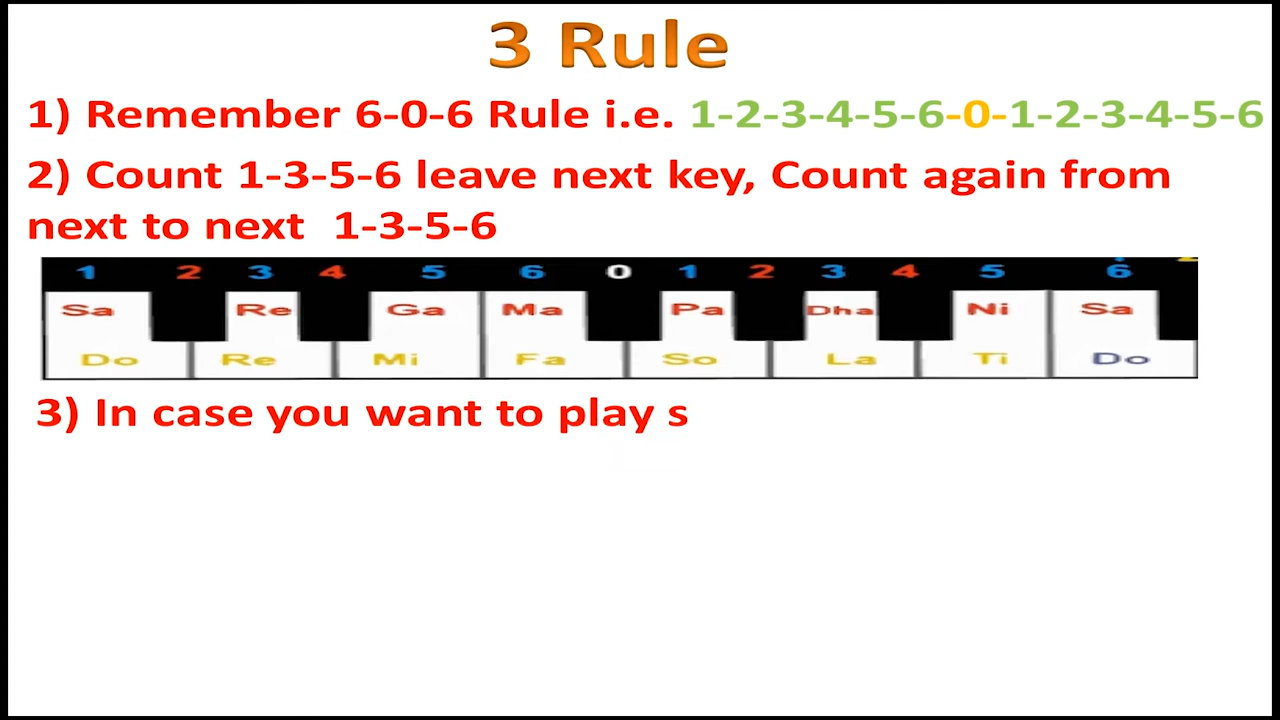 3 Rule
1) Remember 6-0-6 Rule i.e. 1-2-3-4-5-6-0-1-2-3-4-5-6
2) Count 1-3-5-6 leave next key, Count again from
next to next 1-3-5-6
1 2 3 4 5 6 0 1 2 3 4 5 6
Sa Re Ga Ma Pa Dha Ni Sa
Do Re Mi Fa So La Ti Do
3) In case you want to play s